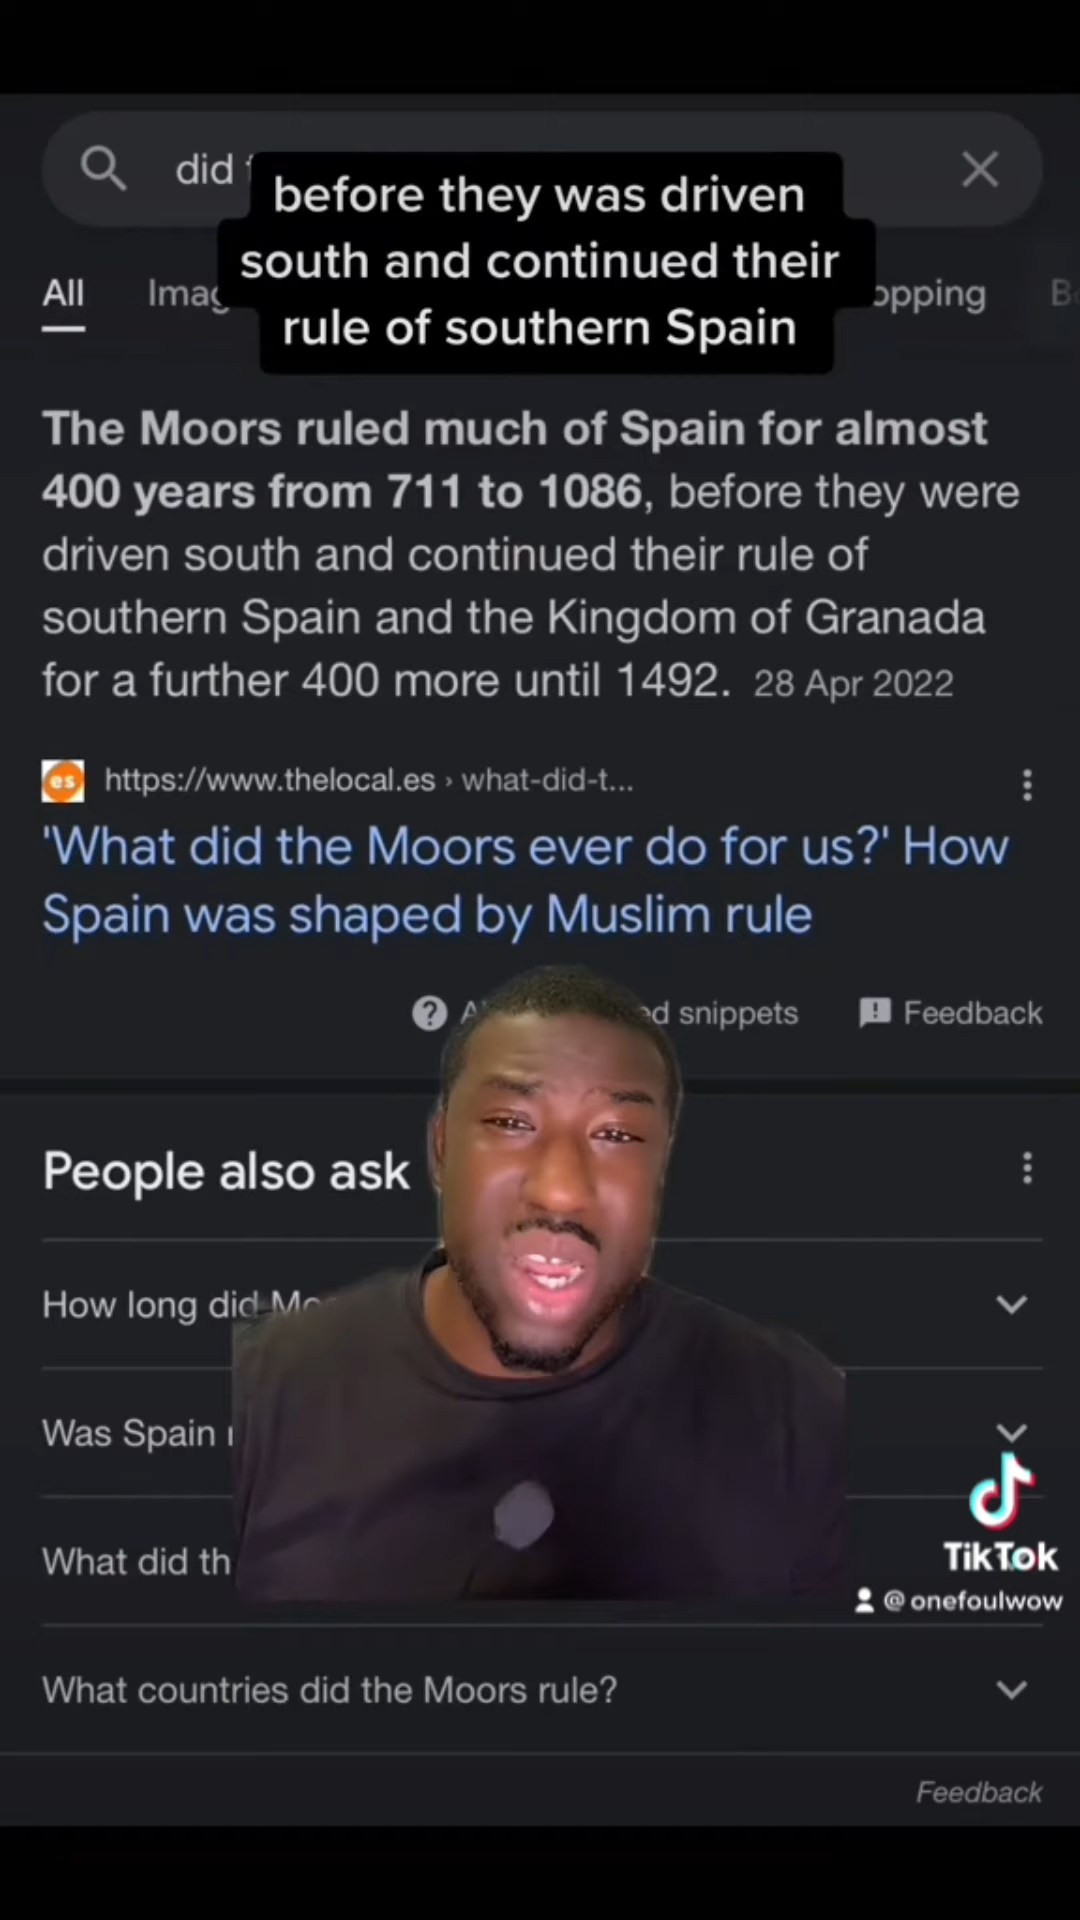 did
before they was driven
south and continued their
rule of southern Spain
All
The Moors ruled much of Spain for almost
400 years from 711 to 1086, before they were
driven south and continued their rule of
southern Spain and the Kingdom of Granada
for a further 400 more until 1492. 28 Apr 2022
es https://www.thelocal.es › what-did-t...
'What did the Moors ever do for us?' How
Spain was shaped by Muslim rule
snippets Feedback
People also ask
How long did
Was Spain
What did
TikTok
@onefoulwow
What countries did the Moors rule?
Feedback